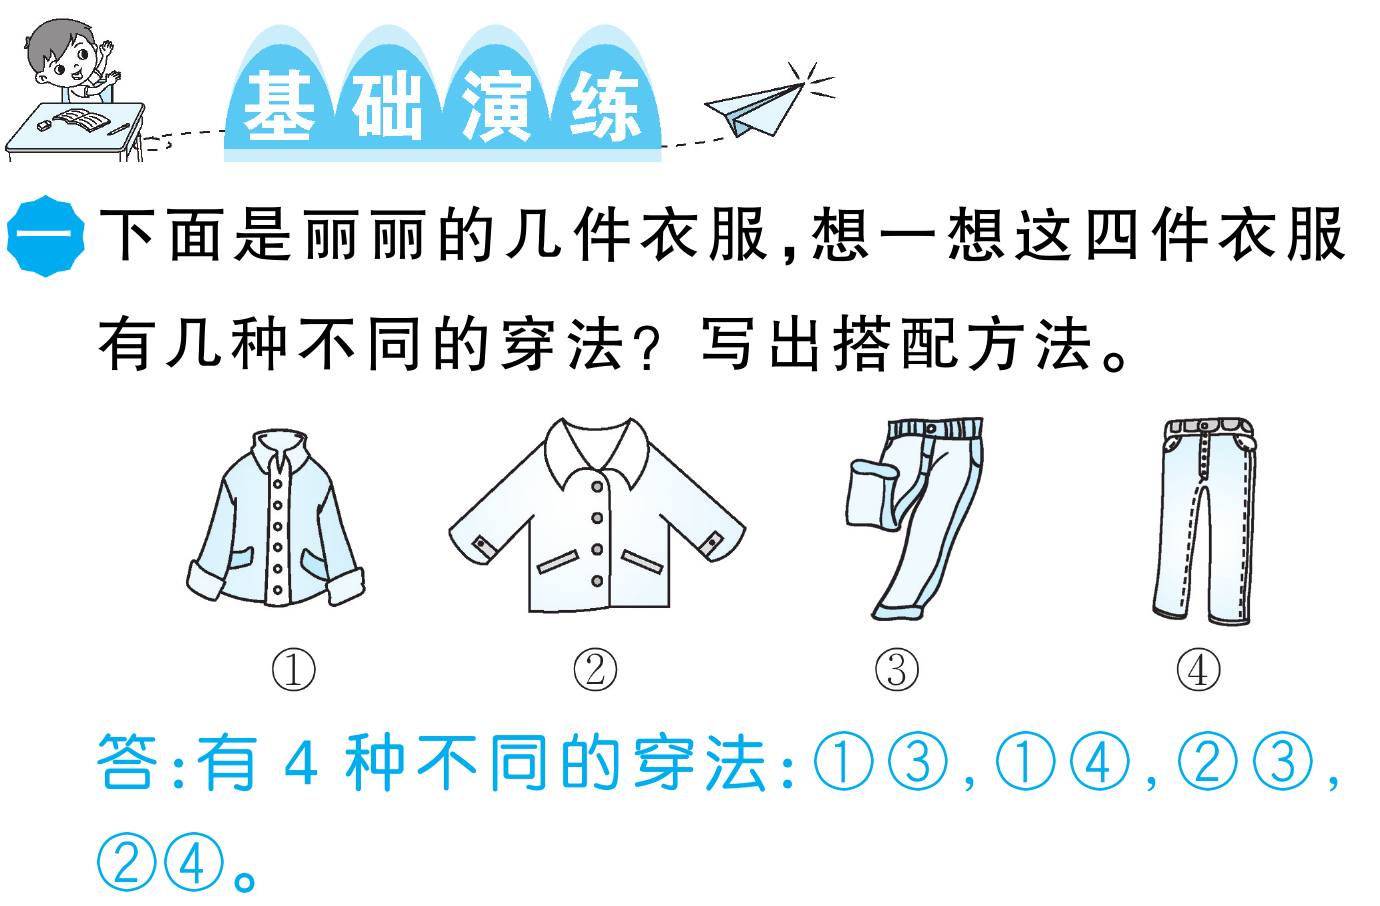 基础演练
一 下面是丽丽的几件衣服,想一想这四件衣服
有几种不同的穿法? 写出搭配方法。
① ② ③ ④
答:有 4 种不同的穿法:①③,①④,②③,
②④。